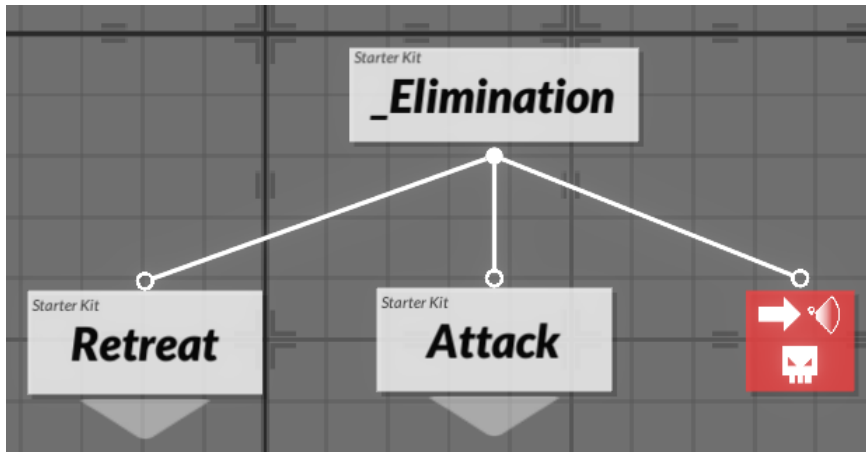 Starter Kit
_Elimination
Starter Kit
Retreat
Starter Kit
Attack